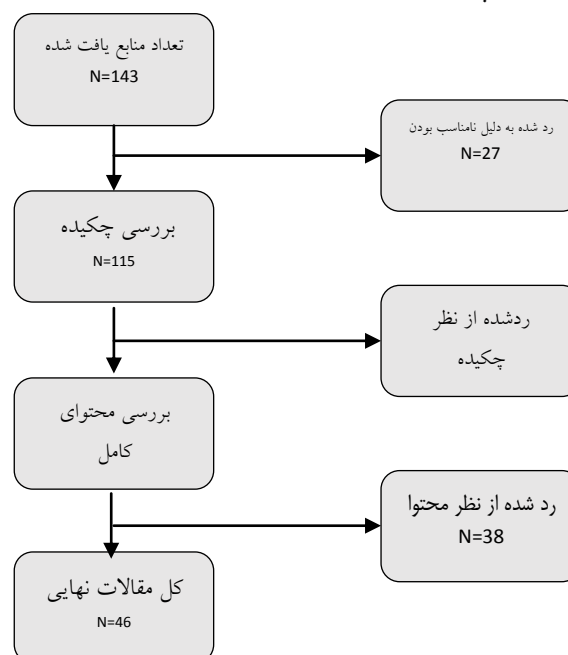 تعداد منابع یافت شده
N=143
رد شده به دلیل نامناسب بودن
N=27
بررسی چکیده
N=115
ردشده از نظر
چکیده
بررسی محتوای
کامل
رد شده از نظر محتوا
N=38
کل مقالات نهایی
N=46